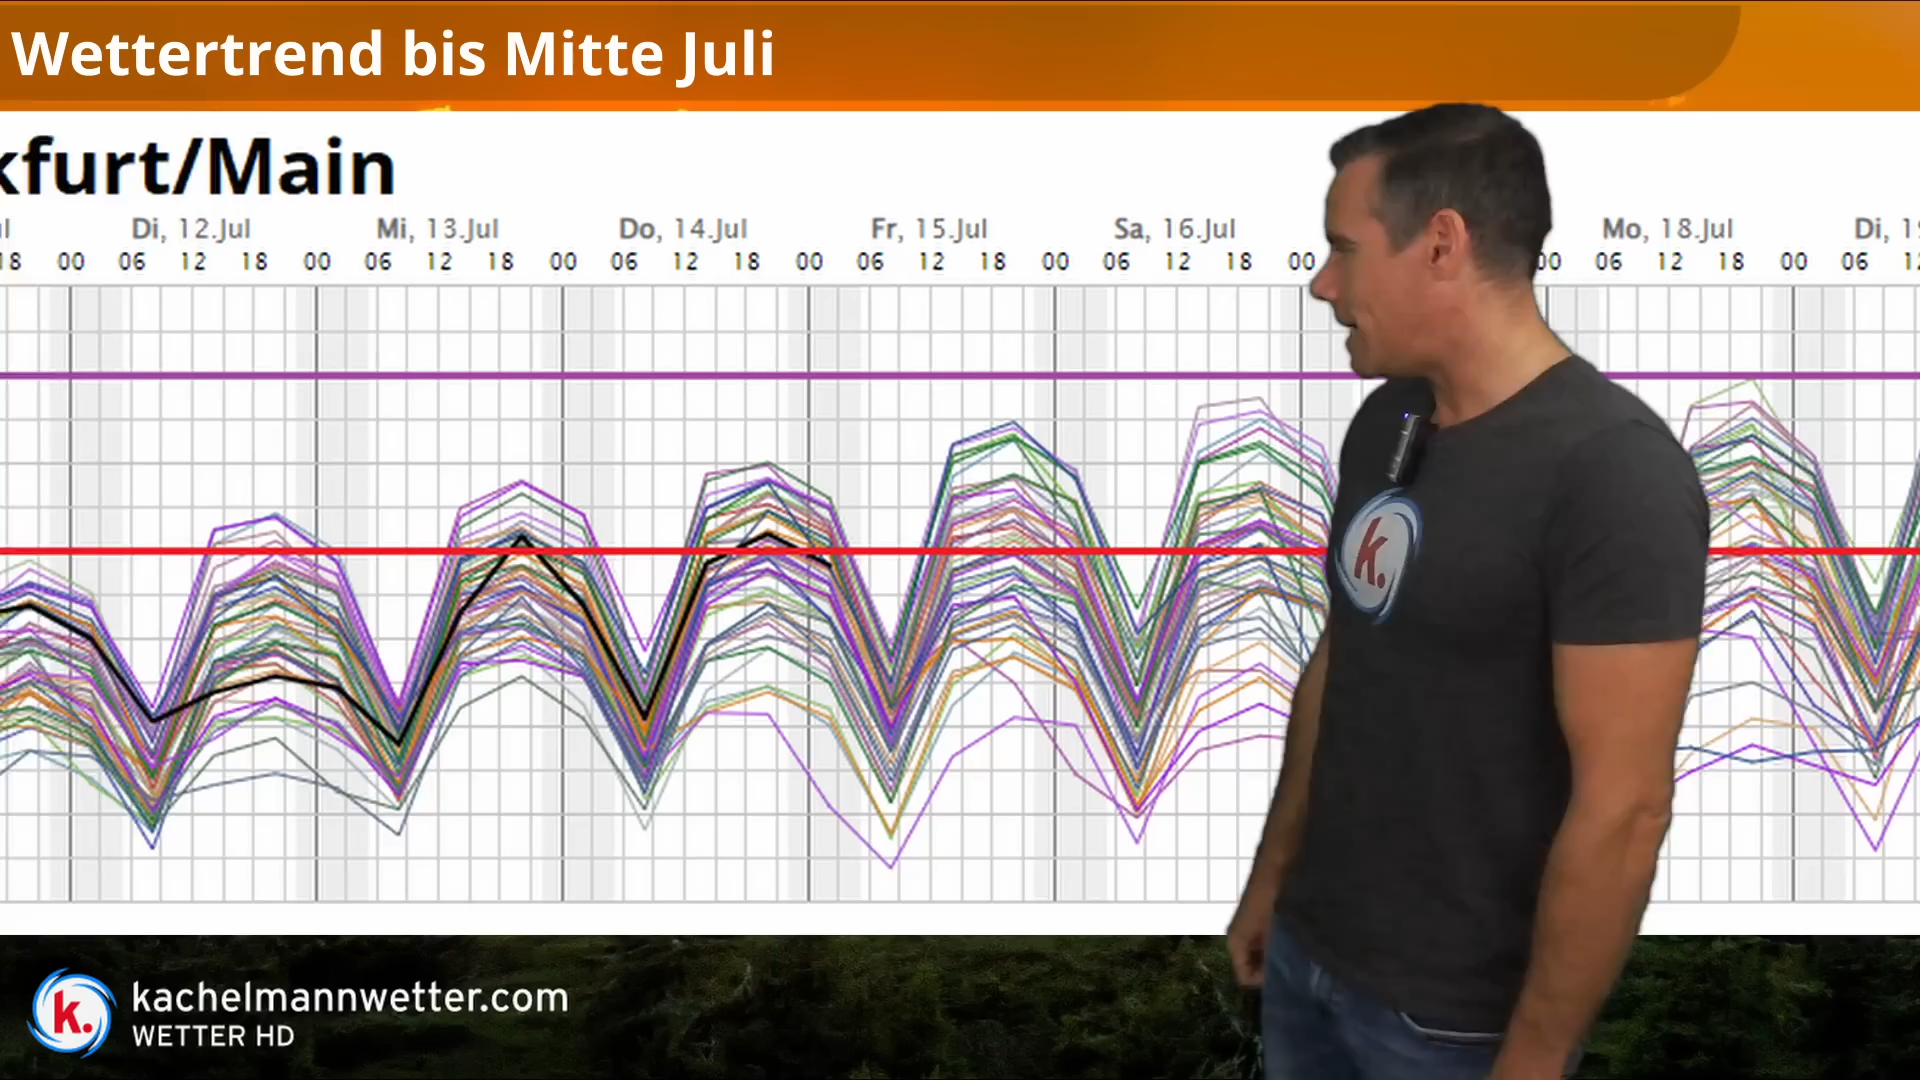 Wettertrend bis Mitte Juli
kfurt/Main
Di, 12.Jul Mi, 13.Jul Do, 14.Jul Fr, 15.Jul Sa, 16.Jul Mo, 18.Jul Di,
18 00 06 12 18 00 06 12 18 00 06 12 18 00 06 12 18 00 06 12 18 00 00 06 12 18 00 06 12
k.
k.
kachelmannwetter.com
WETTER HD